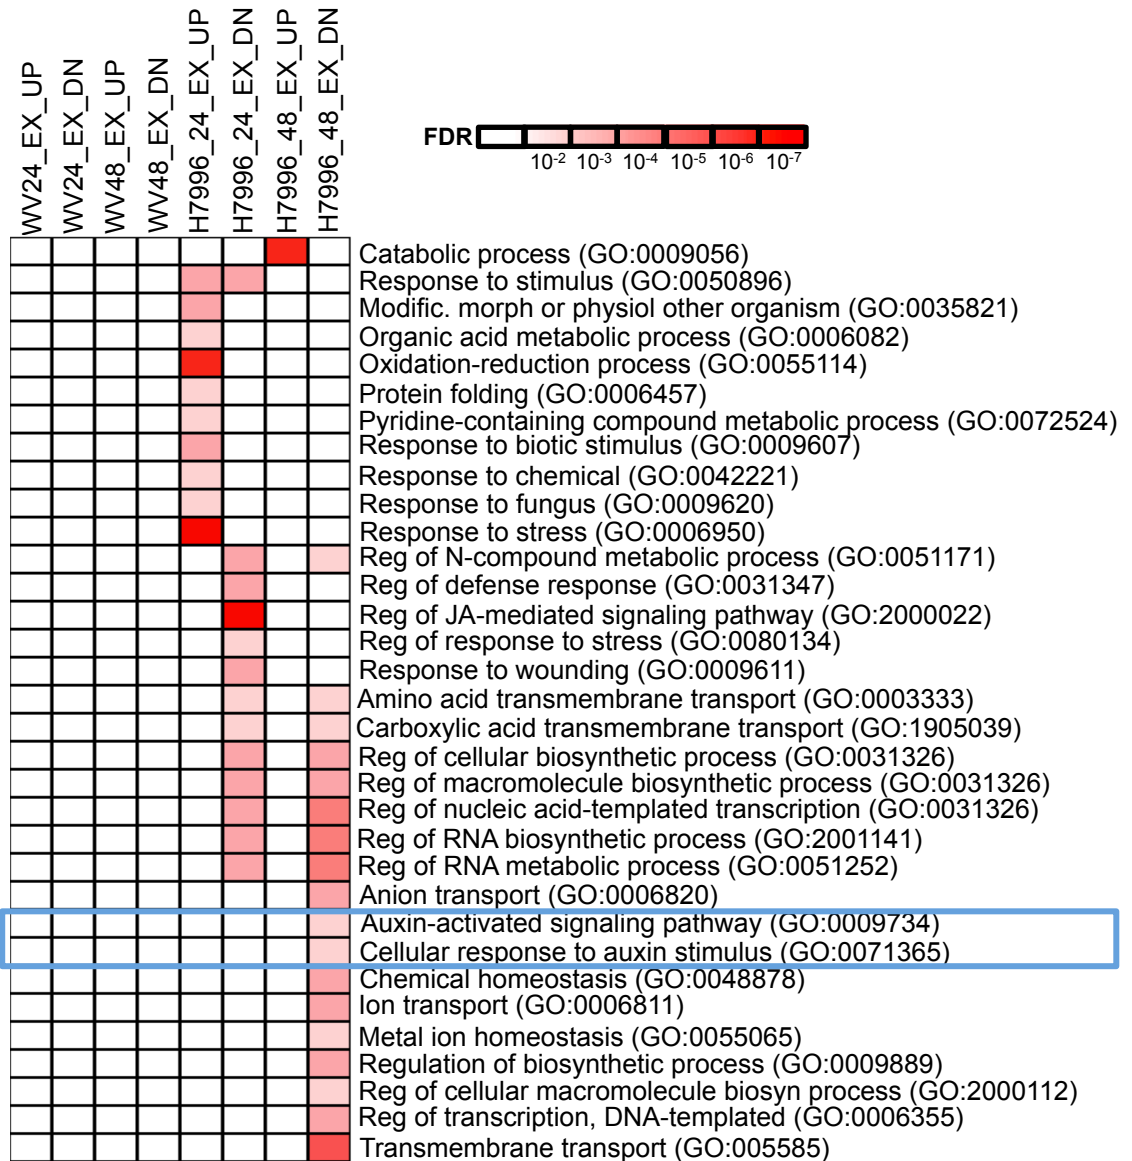 WV24_EX_UP
WV24_EX_DN
WV48_EX_UP
WV48_EX_DN
H7996_24_EX_UP
H7996_24_EX_DN
H7996_48_EX_UP
H7996_48_EX_DN
FDR
10-2 10-3 10-4 10-5 10-6 10-7
Catabolic process (GO:0009056)
Response to stimulus (GO:0050896)
Modific. morph or physiol other organism (GO:0035821)
Organic acid metabolic process (GO:0006082)
Oxidation-reduction process (GO:0055114)
Protein folding (GO:0006457)
Pyridine-containing compound metabolic process (GO:0072524)
Response to biotic stimulus (GO:0009607)
Response to chemical (GO:0042221)
Response to fungus (GO:0009620)
Response to stress (GO:0006950)
Reg of N-compound metabolic process (GO:0051171)
Reg of defense response (GO:0031347)
Reg of JA-mediated signaling pathway (GO:2000022)
Reg of response to stress (GO:0080134)
Response to wounding (GO:0009611)
Amino acid transmembrane transport (GO:0003333)
Carboxylic acid transmembrane transport (GO:1905039)
Reg of cellular biosynthetic process (GO:0031326)
Reg of macromolecule biosynthetic process (GO:0031326)
Reg of nucleic acid-templated transcription (GO:0031326)
Reg of RNA biosynthetic process (GO:2001141)
Reg of RNA metabolic process (GO:0051252)
Anion transport (GO:0006820)
Auxin-activated signaling pathway (GO:0009734)
Cellular response to auxin stimulus (GO:0071365)
Chemical homeostasis (GO:0048878)
Ion transport (GO:0006811)
Metal ion homeostasis (GO:0055065)
Regulation of biosynthetic process (GO:0009889)
Reg of cellular macromolecule biosyn process (GO:2000112)
Reg of transcription, DNA-templated (GO:0006355)
Transmembrane transport (GO:005585)